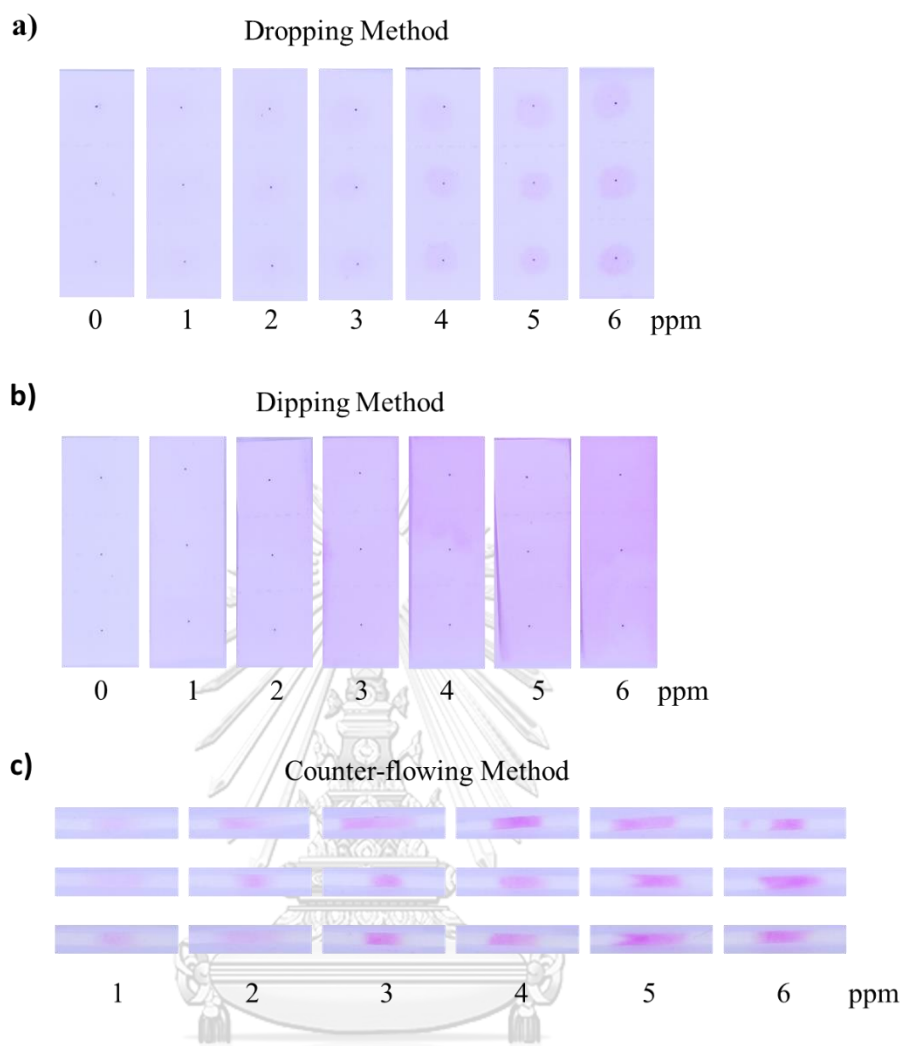 a)
Dropping Method
0 1 2 3 4 5 6 ppm
b)
Dipping Method
0 1 2 3 4 5 6 ppm
c)
Counter-flowing Method
1 2 3 4 5 6 ppm